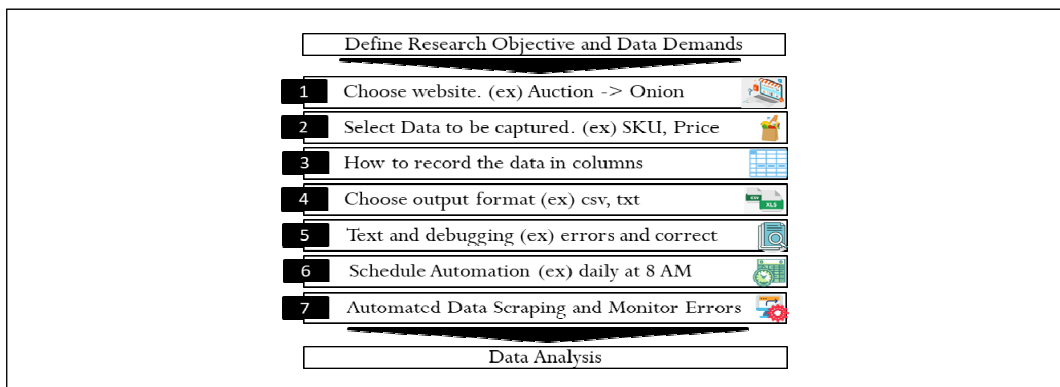 Define Research Objective and Data Demands
1 Choose website. (ex) Auction -> Onion
2 Select Data to be captured. (ex) SKU, Price
3 How to record the data in columns
4 Choose output format (ex) csv, txt
CSV XLS
5 Text and debugging (ex) errors and correct
6 Schedule Automation (ex) daily at 8 AM
7 Automated Data Scraping and Monitor Errors
Data Analysis